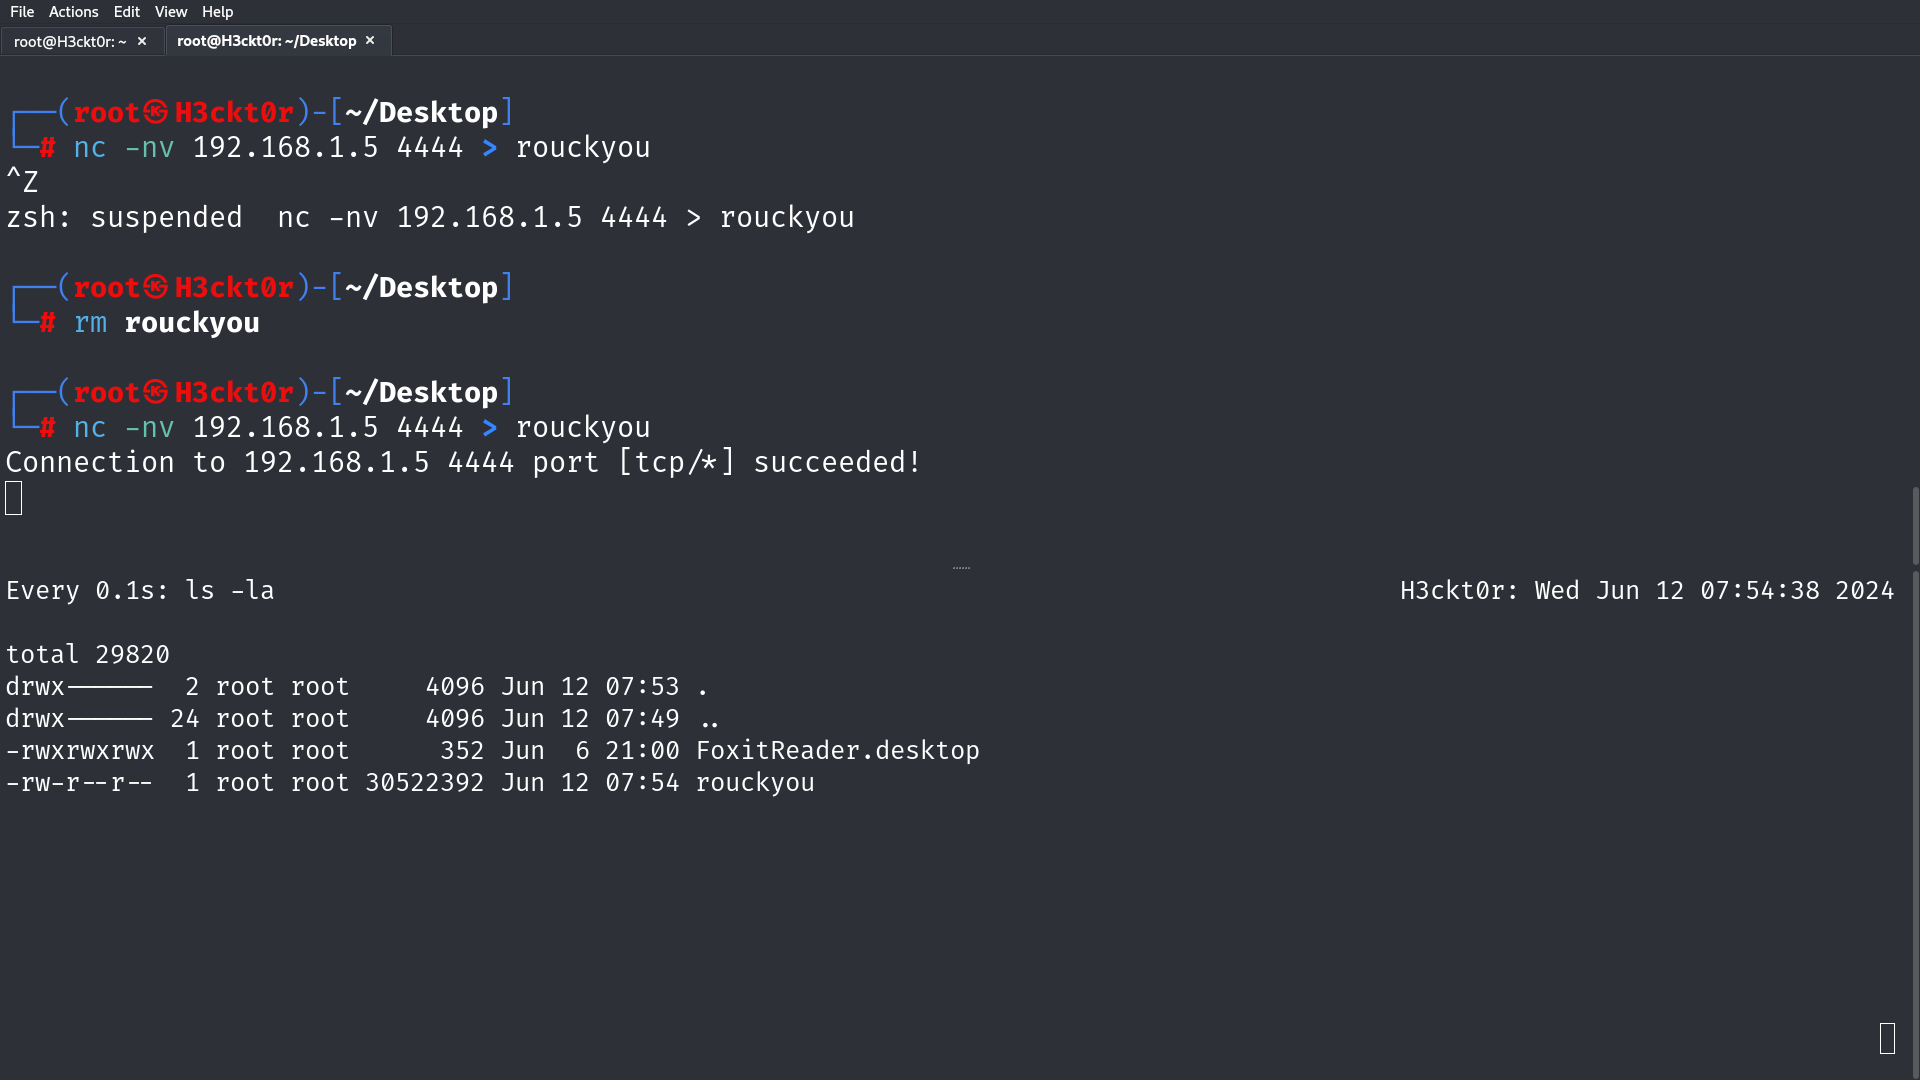 File Actions Edit View Help
root@H3ckt0r: ~ × root@H3ckt0r: ~/Desktop ×
┌──(root㉿H3ckt0r)-[~/Desktop]
└─# nc -nv 192.168.1.5 4444 > rouckyou
^Z
zsh: suspended  nc -nv 192.168.1.5 4444 > rouckyou
┌──(root㉿H3ckt0r)-[~/Desktop]
└─# rm rouckyou
┌──(root㉿H3ckt0r)-[~/Desktop]
└─# nc -nv 192.168.1.5 4444 > rouckyou
Connection to 192.168.1.5 4444 port [tcp/*] succeeded!
Every 0.1s: ls -la H3ckt0r: Wed Jun 12 07:54:38 2024
total 29820
drwx------  2 root root     4096 Jun 12 07:53 .
drwx------ 24 root root     4096 Jun 12 07:49 ..
-rwxrwxrwx  1 root root      352 Jun  6 21:00 FoxitReader.desktop
-rw-r--r--  1 root root 30522392 Jun 12 07:54 rouckyou